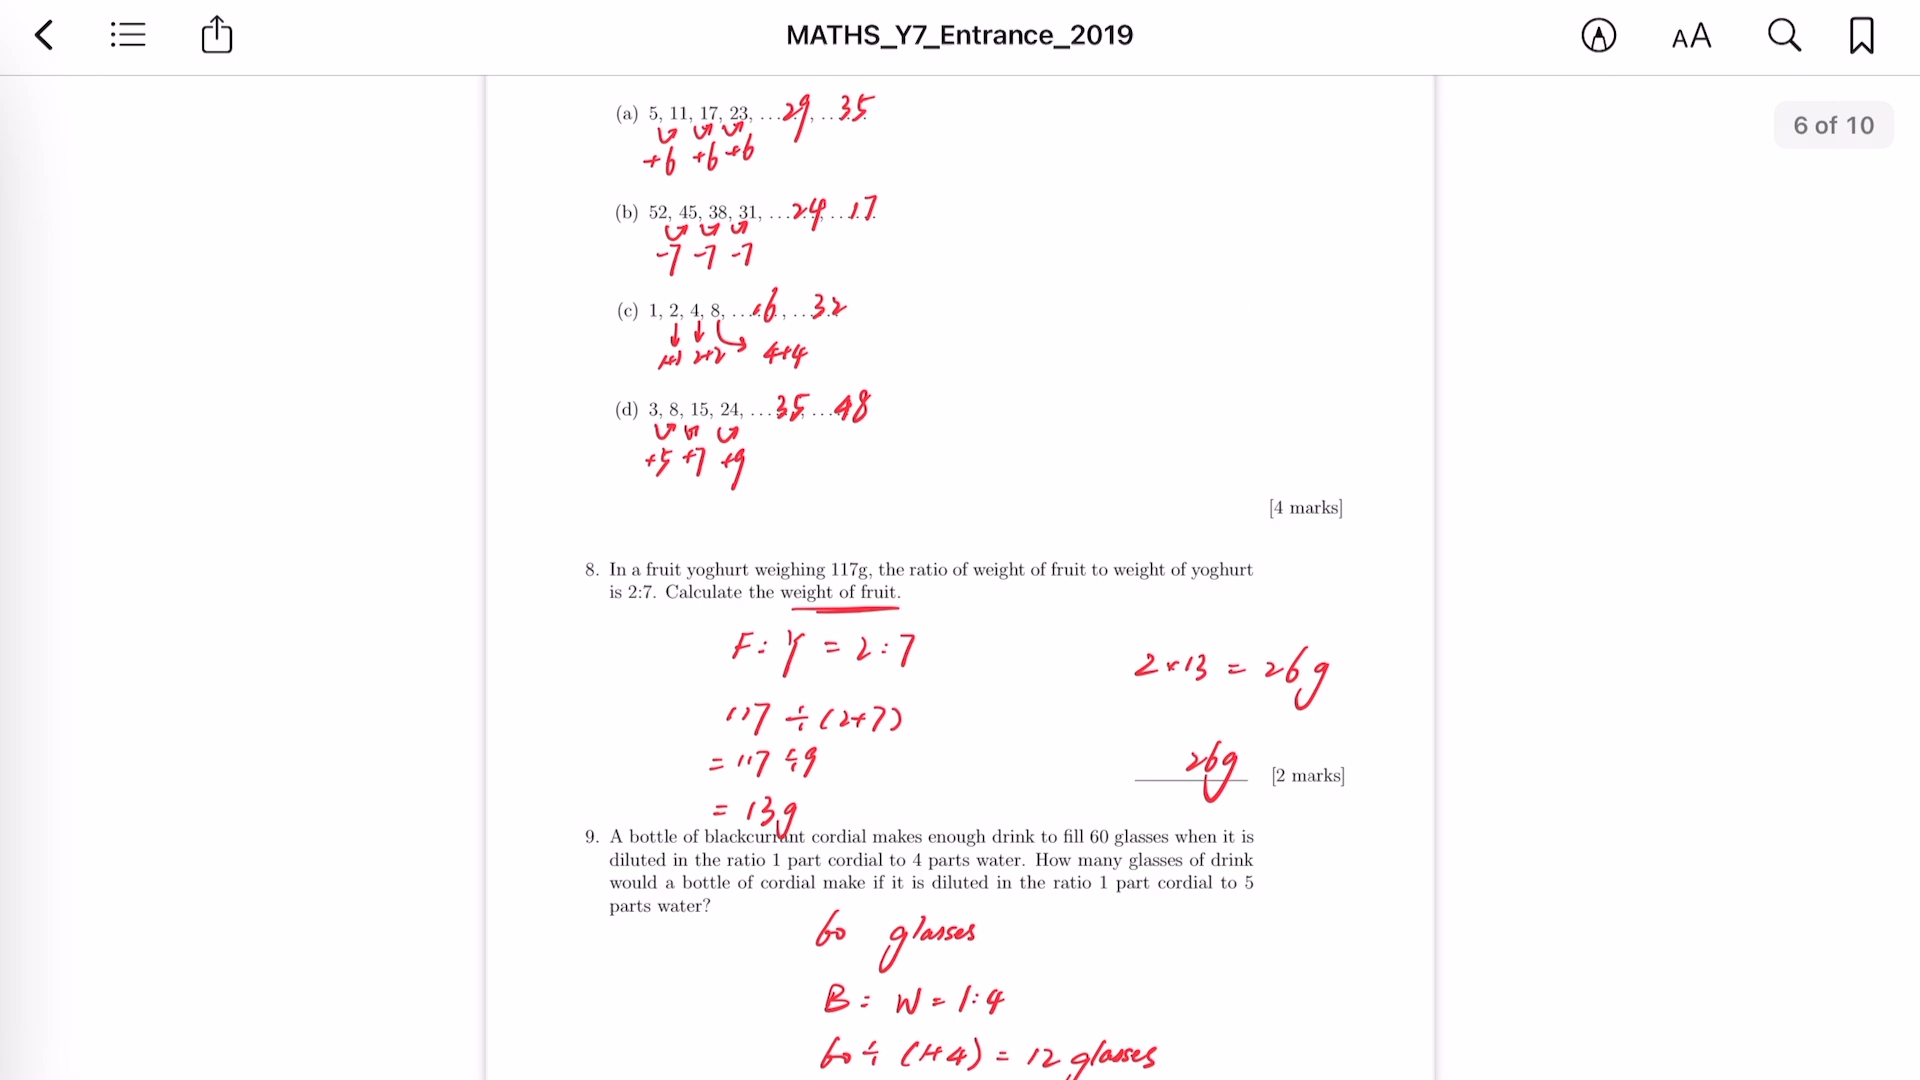 MATHS_Y7_Entrance_2019
AA
6 of 10
(a) 5, 11, 17, 23, ...29, ...35
+6 +6 +6
(b) 52, 45, 38, 31, ...24, ...17
-7 -7 -7
(c) 1, 2, 4, 8, ...16, ...32
1+1 2+2 4+4
(d) 3, 8, 15, 24, ...35, ...48
+5 +7 +9
[4 marks]
8. In a fruit yoghurt weighing 117g, the ratio of weight of fruit to weight of yoghurt
is 2:7. Calculate the weight of fruit.
F : Y = 2 : 7
2 × 13 = 26g
117 ÷ (2+7)
= 117 ÷ 9
26g [2 marks]
= 13g
9. A bottle of blackcurrant cordial makes enough drink to fill 60 glasses when it is
diluted in the ratio 1 part cordial to 4 parts water. How many glasses of drink
would a bottle of cordial make if it is diluted in the ratio 1 part cordial to 5
parts water?
60 glasses
B : W = 1 : 4
60 ÷ (1+4) = 12 glasses